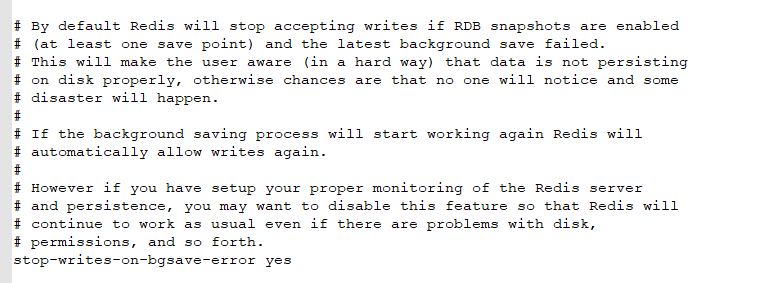 # By default Redis will stop accepting writes if RDB snapshots are enabled
# (at least one save point) and the latest background save failed.
# This will make the user aware (in a hard way) that data is not persisting
# on disk properly, otherwise chances are that no one will notice and some
# disaster will happen.
#
# If the background saving process will start working again Redis will
# automatically allow writes again.
#
# However if you have setup your proper monitoring of the Redis server
# and persistence, you may want to disable this feature so that Redis will
# continue to work as usual even if there are problems with disk,
# permissions, and so forth.
stop-writes-on-bgsave-error yes